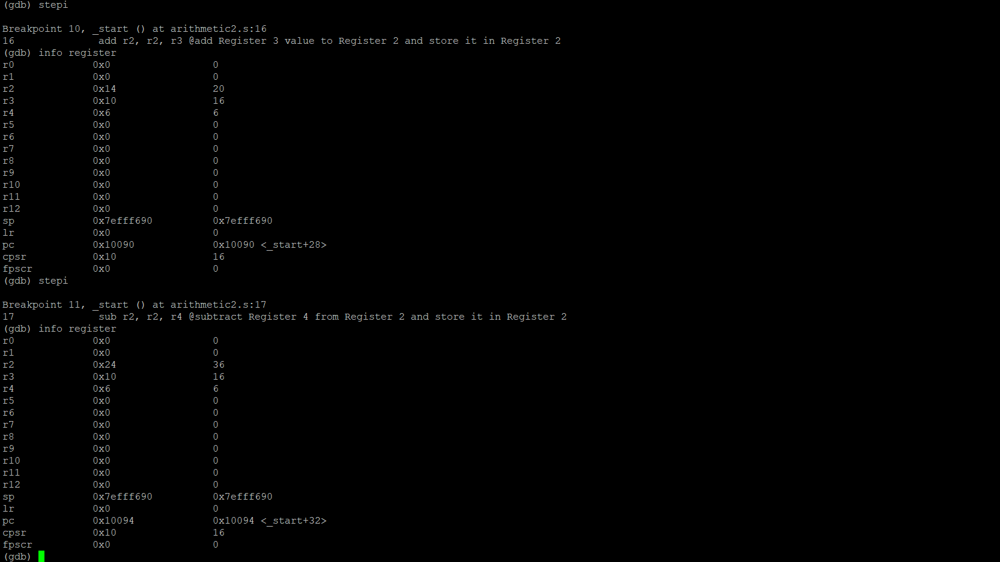 (gdb) stepi
Breakpoint 10, _start () at arithmetic2.s:16
16              add r2, r2, r3 @add Register 3 value to Register 2 and store it in Register 2
(gdb) info register
r0             0x0                 0
r1             0x0                 0
r2             0x14                20
r3             0x10                16
r4             0x6                 6
r5             0x0                 0
r6             0x0                 0
r7             0x0                 0
r8             0x0                 0
r9             0x0                 0
r10            0x0                 0
r11            0x0                 0
r12            0x0                 0
sp             0x7efff690          0x7efff690
lr             0x0                 0
pc             0x10090             0x10090 <_start+28>
cpsr           0x10                16
fpscr          0x0                 0
(gdb) stepi
Breakpoint 11, _start () at arithmetic2.s:17
17              sub r2, r2, r4 @subtract Register 4 from Register 2 and store it in Register 2
(gdb) info register
r0             0x0                 0
r1             0x0                 0
r2             0x24                36
r3             0x10                16
r4             0x6                 6
r5             0x0                 0
r6             0x0                 0
r7             0x0                 0
r8             0x0                 0
r9             0x0                 0
r10            0x0                 0
r11            0x0                 0
r12            0x0                 0
sp             0x7efff690          0x7efff690
lr             0x0                 0
pc             0x10094             0x10094 <_start+32>
cpsr           0x10                16
fpscr          0x0                 0
(gdb)